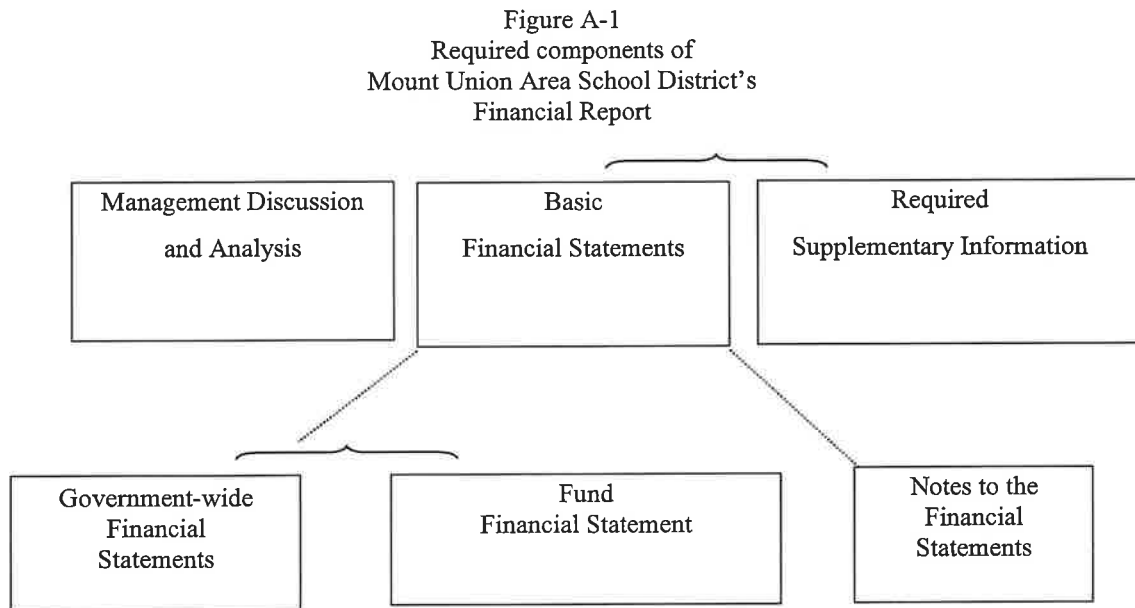 Figure A-1
Required components of
Mount Union Area School District's
Financial Report
Management Discussion
and Analysis
Basic
Financial Statements
Required
Supplementary Information
Government-wide
Financial
Statements
Fund
Financial Statement
Notes to the
Financial
Statements